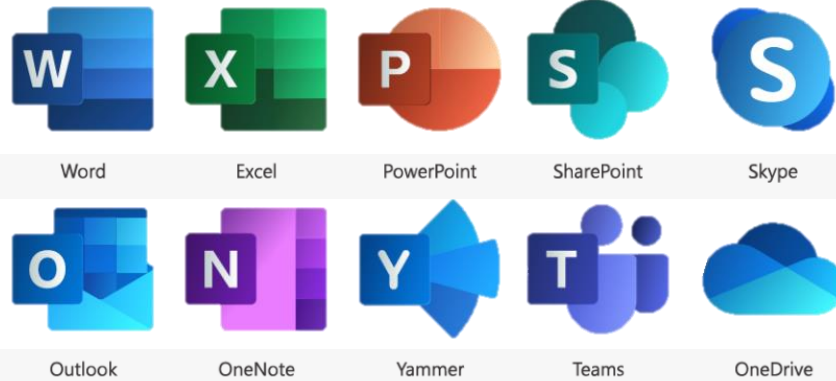 W X P S S
Word Excel PowerPoint SharePoint Skype
O N Y T
Outlook OneNote Yammer Teams OneDrive